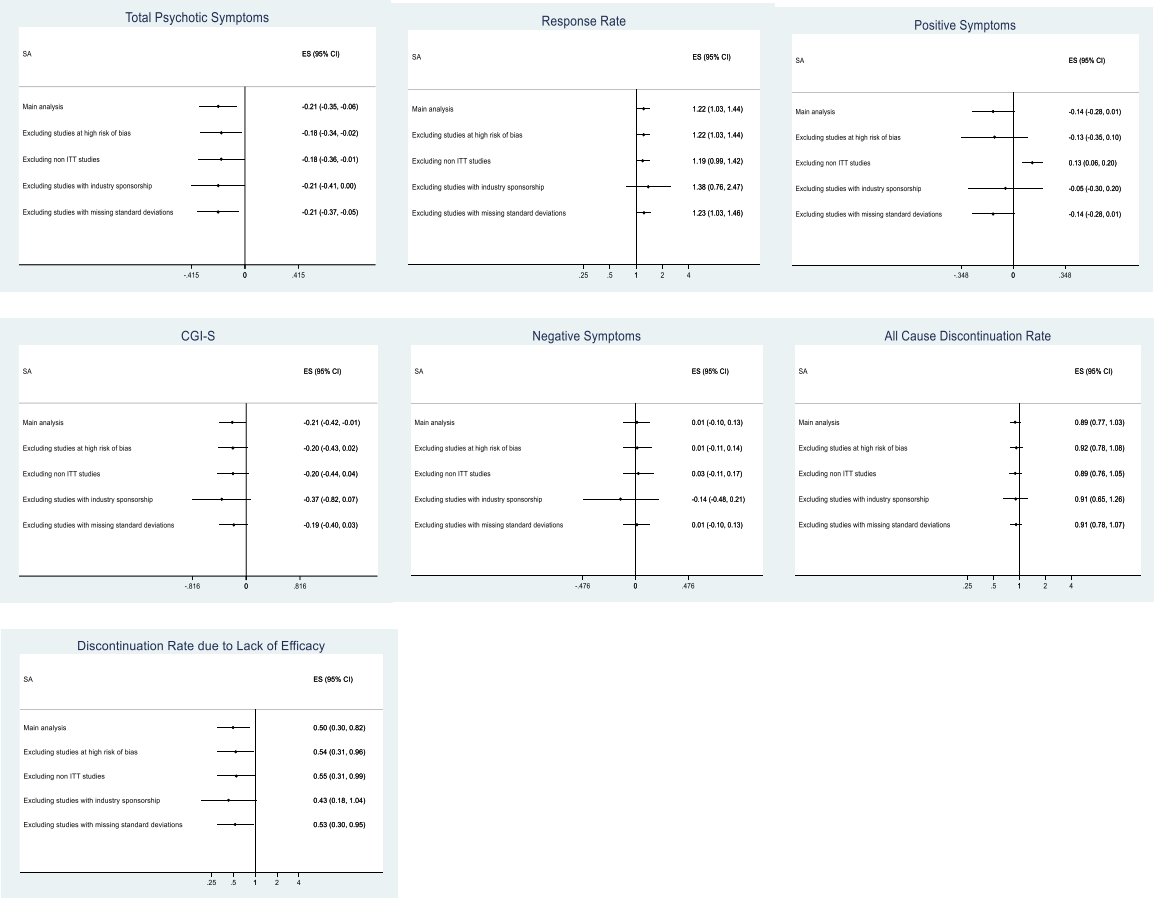 Total Psychotic Symptoms
SA ES (95% CI)
Main analysis -0.21 (-0.35, -0.06)
Excluding studies at high risk of bias -0.18 (-0.34, -0.02)
Excluding non ITT studies -0.18 (-0.36, -0.01)
Excluding studies with industry sponsorship -0.21 (-0.41, 0.00)
Excluding studies with missing standard deviations -0.21 (-0.37, -0.05)
-.415 0 .415
Response Rate
SA ES (95% CI)
Main analysis 1.22 (1.03, 1.44)
Excluding studies at high risk of bias 1.22 (1.03, 1.44)
Excluding non ITT studies 1.19 (0.99, 1.42)
Excluding studies with industry sponsorship 1.38 (0.76, 2.47)
Excluding studies with missing standard deviations 1.23 (1.03, 1.46)
.25 .5 1 2 4
Positive Symptoms
SA ES (95% CI)
Main analysis -0.14 (-0.28, 0.01)
Excluding studies at high risk of bias -0.13 (-0.35, 0.10)
Excluding non ITT studies 0.13 (0.06, 0.20)
Excluding studies with industry sponsorship -0.05 (-0.30, 0.20)
Excluding studies with missing standard deviations -0.14 (-0.28, 0.01)
-.348 0 .348
CGI-S
SA ES (95% CI)
Main analysis -0.21 (-0.42, -0.01)
Excluding studies at high risk of bias -0.20 (-0.43, 0.02)
Excluding non ITT studies -0.20 (-0.44, 0.04)
Excluding studies with industry sponsorship -0.37 (-0.82, 0.07)
Excluding studies with missing standard deviations -0.19 (-0.40, 0.03)
-.816 0 .816
Negative Symptoms
SA ES (95% CI)
Main analysis 0.01 (-0.10, 0.13)
Excluding studies at high risk of bias 0.01 (-0.11, 0.14)
Excluding non ITT studies 0.03 (-0.11, 0.17)
Excluding studies with industry sponsorship -0.14 (-0.48, 0.21)
Excluding studies with missing standard deviations 0.01 (-0.10, 0.13)
-.476 0 .476
All Cause Discontinuation Rate
SA ES (95% CI)
Main analysis 0.89 (0.77, 1.03)
Excluding studies at high risk of bias 0.92 (0.78, 1.08)
Excluding non ITT studies 0.89 (0.76, 1.05)
Excluding studies with industry sponsorship 0.91 (0.65, 1.26)
Excluding studies with missing standard deviations 0.91 (0.78, 1.07)
.25 .5 1 2 4
Discontinuation Rate due to Lack of Efficacy
SA ES (95% CI)
Main analysis 0.50 (0.30, 0.82)
Excluding studies at high risk of bias 0.54 (0.31, 0.96)
Excluding non ITT studies 0.55 (0.31, 0.99)
Excluding studies with industry sponsorship 0.43 (0.18, 1.04)
Excluding studies with missing standard deviations 0.53 (0.30, 0.95)
.25 .5 1 2 4